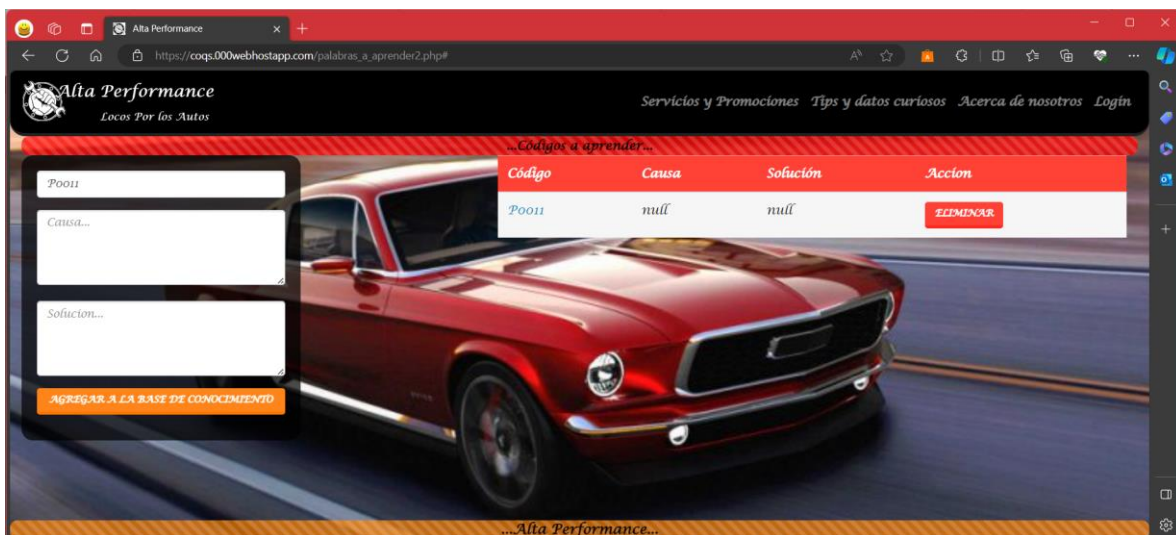 Alta Performance
https://coqs.000webhostapp.com/palabras_a_aprender2.php#
Alta Performance
Locos Por los Autos
Servicios y Promociones Tips y datos curiosos Acerca de nosotros Login
...Códigos a aprender...
P0011
Causa...
Solucion...
AGREGAR A LA BASE DE CONOCIMIENTO
Código Causa Solución Accion
P0011 null null ELIMINAR
...Alta Performance...